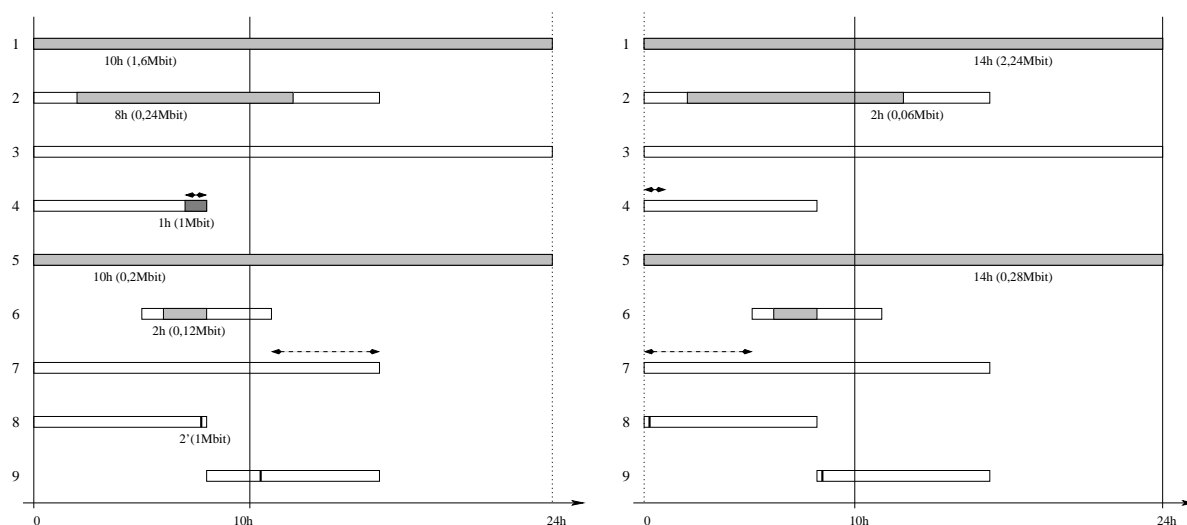 1
10h (1,6Mbit)
2
8h (0,24Mbit)
3
4
1h (1Mbit)
5
10h (0,2Mbit)
6
2h (0,12Mbit)
7
8
2'(1Mbit)
9
0
10h
24h
1
14h (2,24Mbit)
2
2h (0,06Mbit)
3
4
5
14h (0,28Mbit)
6
7
8
9
0
10h
24h